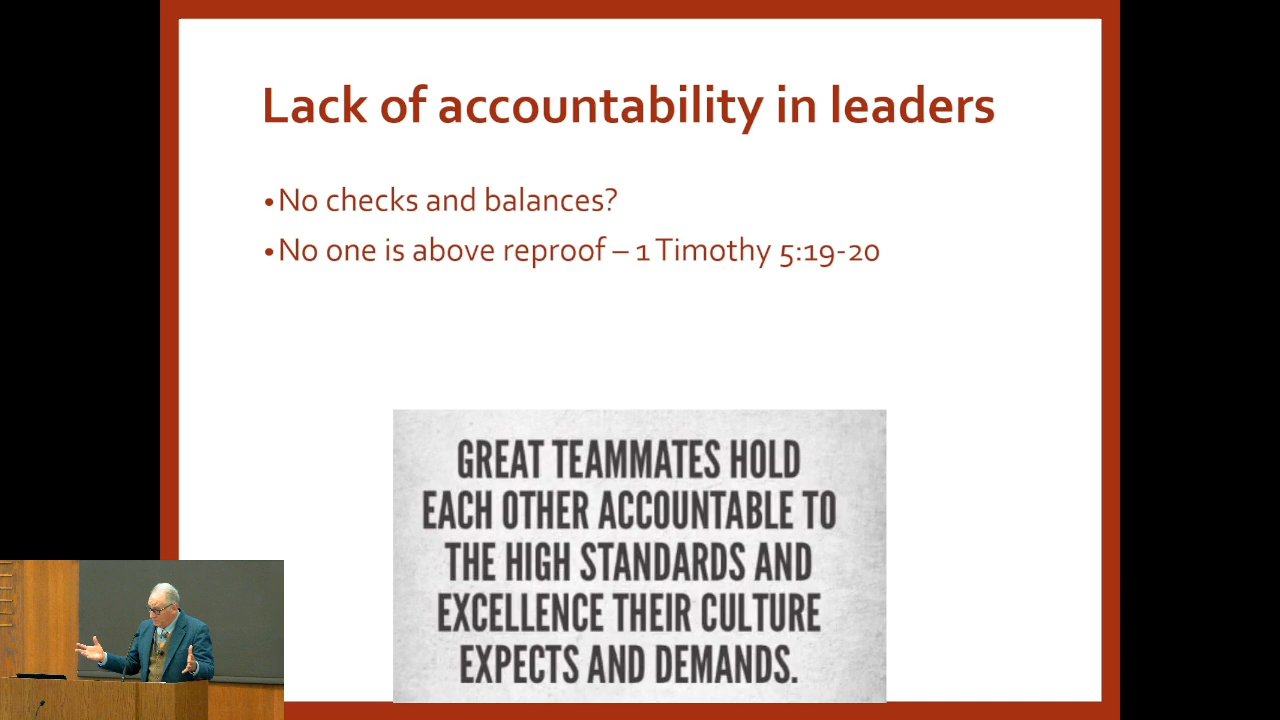 Lack of accountability in leaders
•No checks and balances?
•No one is above reproof – 1 Timothy 5:19-20
GREAT TEAMMATES HOLD
EACH OTHER ACCOUNTABLE TO
THE HIGH STANDARDS AND
EXCELLENCE THEIR CULTURE
EXPECTS AND DEMANDS.